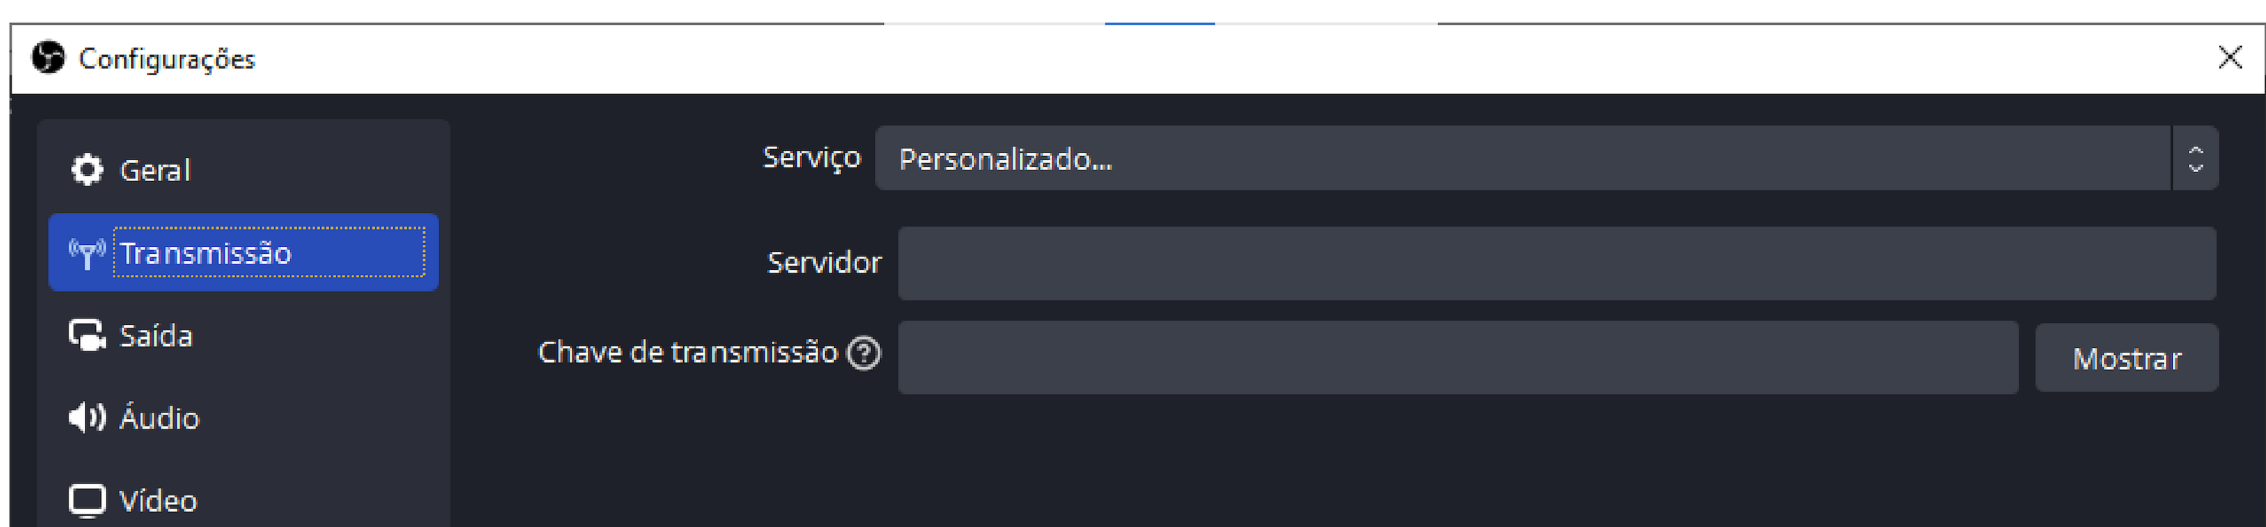 Configurações
Geral
Transmissão
Saída
Áudio
Vídeo
Serviço Personalizado...
Servidor
Chave de transmissão ? Mostrar